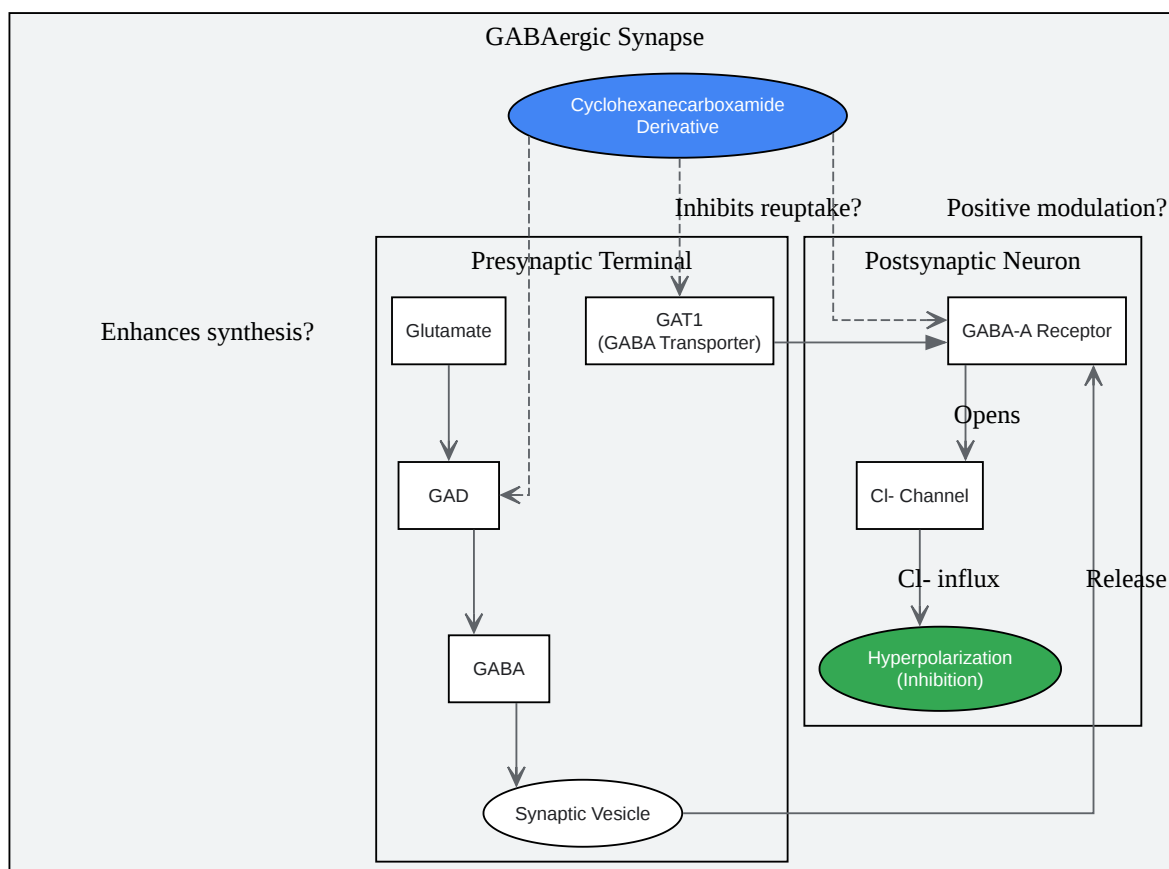 GABAergic Synapse
Cyclohexanecarboxamide
Derivative
Inhibits reuptake?
Positive modulation?
Presynaptic Terminal
Postsynaptic Neuron
Enhances synthesis?
Glutamate
GAT1
(GABA Transporter)
GABA-A Receptor
Opens
GAD
Cl- Channel
Cl- influx
Release
GABA
Hyperpolarization
(Inhibition)
Synaptic Vesicle